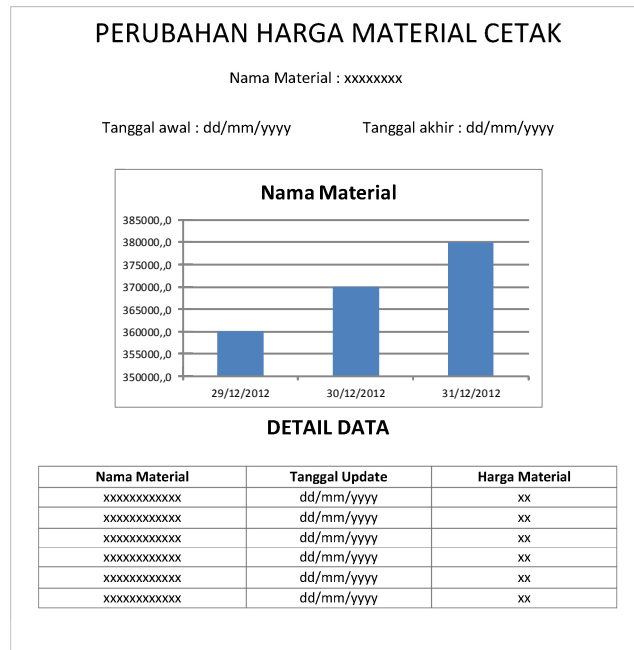 PERUBAHAN HARGA MATERIAL CETAK
Nama Material : xxxxxxxx
Tanggal awal : dd/mm/yyyy Tanggal akhir : dd/mm/yyyy
Nama Material
385000,,0
380000,,0
375000,,0
370000,,0
365000,,0
360000,,0
355000,,0
350000,,0
29/12/2012 30/12/2012 31/12/2012
DETAIL DATA
Nama Material Tanggal Update Harga Material
xxxxxxxxxxxx dd/mm/yyyy xx
xxxxxxxxxxxx dd/mm/yyyy xx
xxxxxxxxxxxx dd/mm/yyyy xx
xxxxxxxxxxxx dd/mm/yyyy xx
xxxxxxxxxxxx dd/mm/yyyy xx
xxxxxxxxxxxx dd/mm/yyyy xx